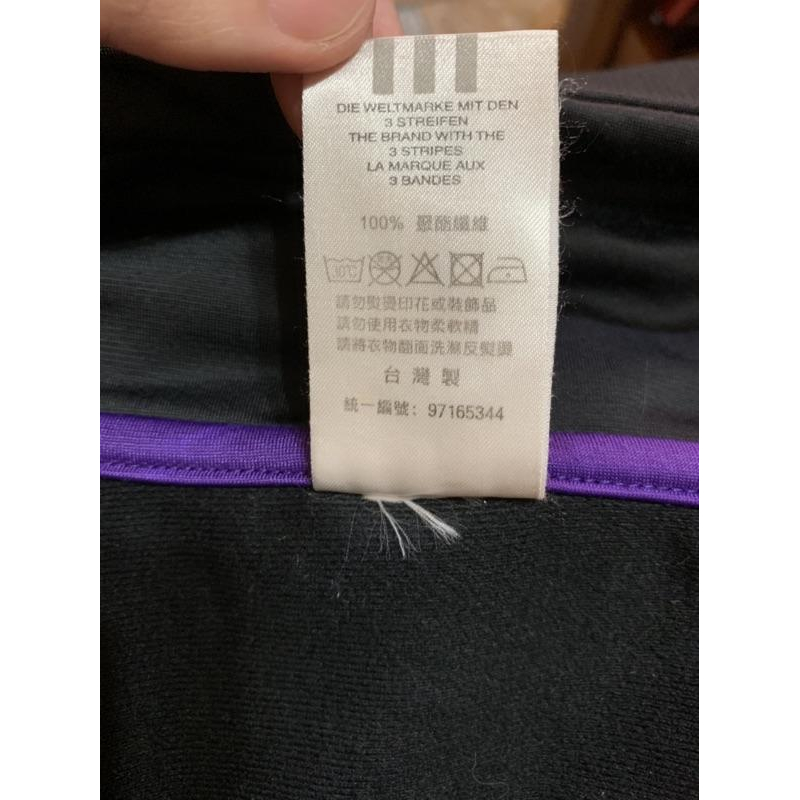 DIE WELTMARKE MIT DEN
3 STREIFEN
THE BRAND WITH THE
3 STRIPES
LA MARQUE AUX
3 BANDES
100% 聚酯纖維
30°C
請勿熨燙印花或裝飾品
請勿使用衣物柔軟精
請將衣物翻面洗滌反熨燙
台灣製
統一編號: 97165344